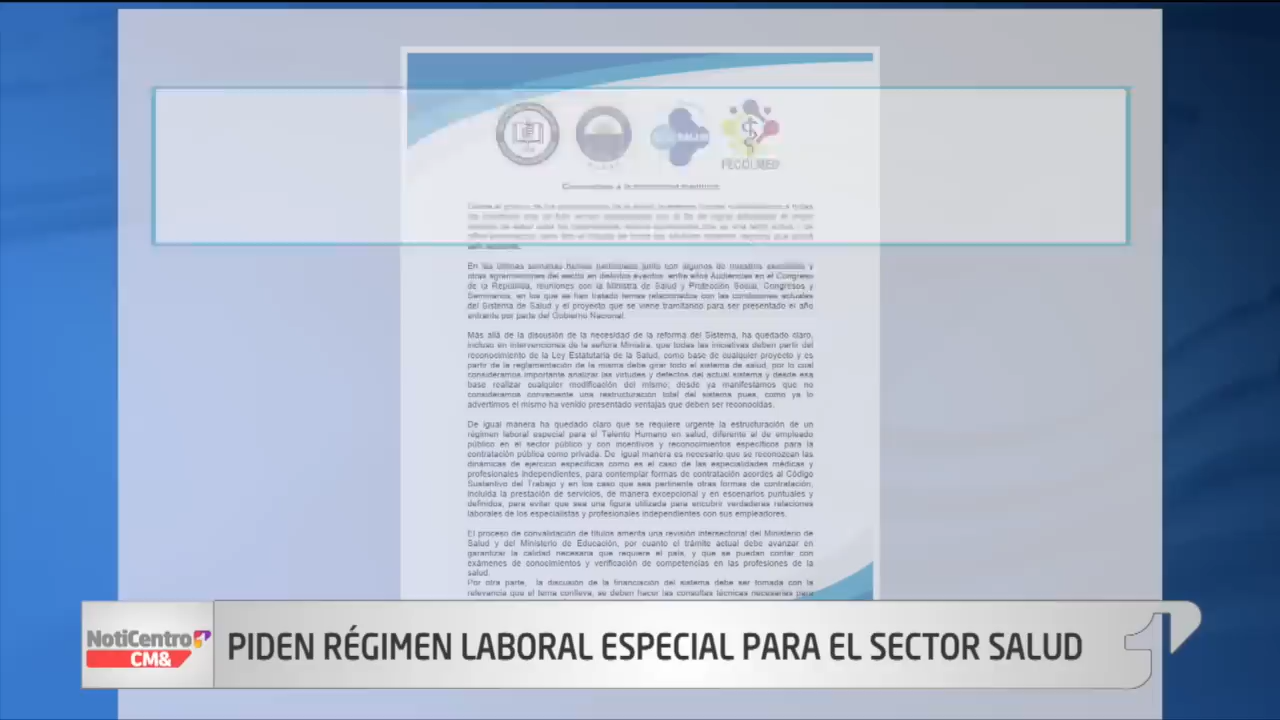 FECOLMED
Comunicado a la comunidad médica
En las últimas semanas hemos participado junto con algunos de nuestros asociados y
otras agremiaciones del sector en distintos eventos, entre ellos Audiencias en el Congreso
de la República, reuniones con la Ministra de Salud y Protección Social, Congresos y
Seminarios, en los que se han tratado temas relacionados con las condiciones actuales
del Sistema de Salud y el proyecto que se viene tramitando para ser presentado el año
entrante por parte del Gobierno Nacional.
Más allá de la discusión de la necesidad de la reforma del Sistema, ha quedado claro,
incluso en intervenciones de la señora Ministra, que todas las iniciativas deben partir del
reconocimiento de la Ley Estatutaria de la Salud, como base de cualquier proyecto y es
partir de la reglamentación de la misma debe girar todo el sistema de salud, por lo cual
consideramos importante analizar las virtudes y defectos del actual sistema y desde esa
base realizar cualquier modificación del mismo; desde ya manifestamos que no
consideramos conveniente una restructuración total del sistema pues, como ya lo
advertimos el mismo ha venido presentado ventajas que deben ser reconocidas.
De igual manera ha quedado claro que se requiere urgente la estructuración de un
régimen laboral especial para el Talento Humano en salud, diferente al de empleado
público en el sector público y con incentivos y reconocimientos específicos para la
contratación pública como privada. De igual manera es necesario que se reconozcan las
dinámicas de ejercicio específicas como es el caso de las especialidades médicas y
profesionales independientes, para contemplar formas de contratación acordes al Código
Sustantivo del Trabajo y en los caso que sea pertinente otras formas de contratación,
incluida la prestación de servicios, de manera excepcional y en escenarios puntuales y
definidos, para evitar que sea una figura utilizada para encubrir verdaderas relaciones
laborales de los especialistas y profesionales independientes con sus empleadores.
El proceso de convalidación de títulos amerita una revisión intersectorial del Ministerio de
Salud y del Ministerio de Educación, por cuanto el trámite actual debe avanzar en
garantizar la calidad necesaria que requiere el país, y que se puedan contar con
exámenes de conocimientos y verificación de competencias en las profesiones de la
salud.
Por otra parte, la discusión de la financiación del sistema debe ser tomada con la
relevancia que el tema conlleva, se deben hacer las consultas técnicas necesarias para
NotiCentro 1
CM&
PIDEN RÉGIMEN LABORAL ESPECIAL PARA EL SECTOR SALUD
1